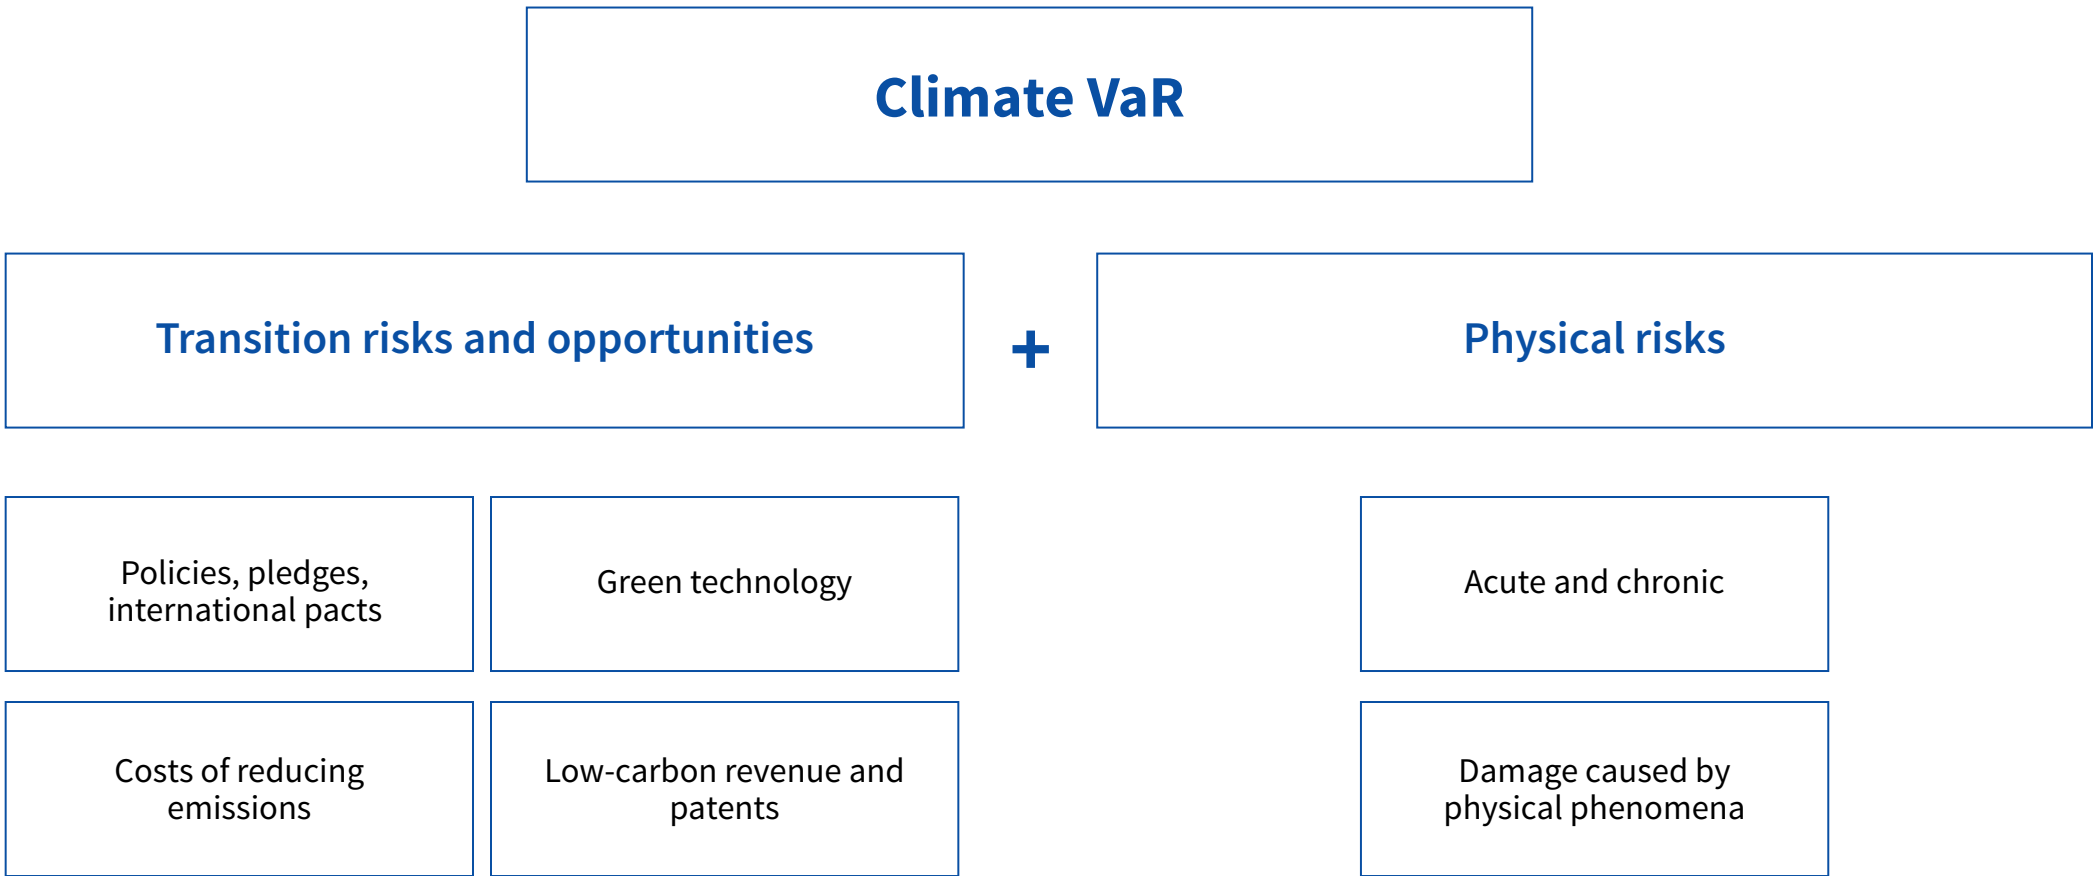 Climate VaR
Transition risks and opportunities
+
Physical risks
Policies, pledges,
international pacts
Green technology
Acute and chronic
Costs of reducing
emissions
Low-carbon revenue and
patents
Damage caused by
physical phenomena